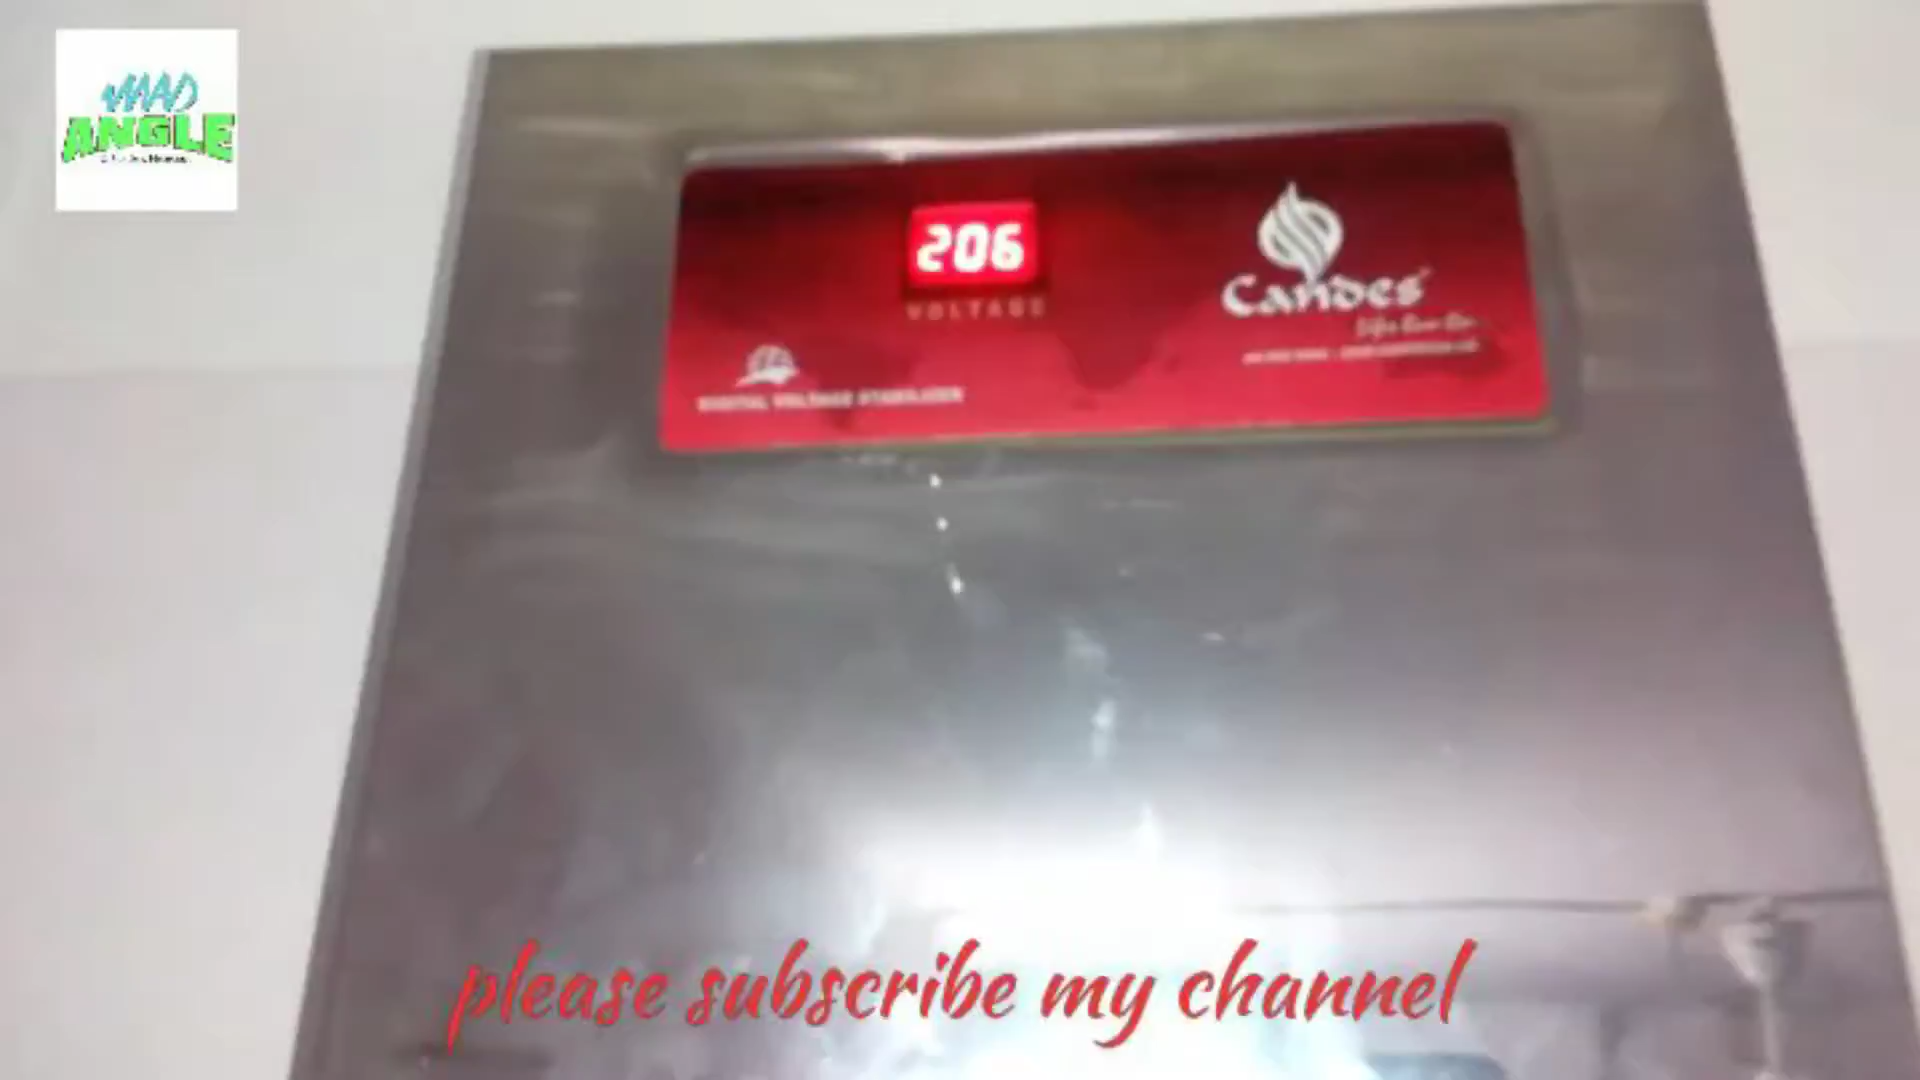 MAD
ANGLE
206
VOLTAGE
Candes
DIGITAL VOLTAGE STABILIZER
please subscribe my channel